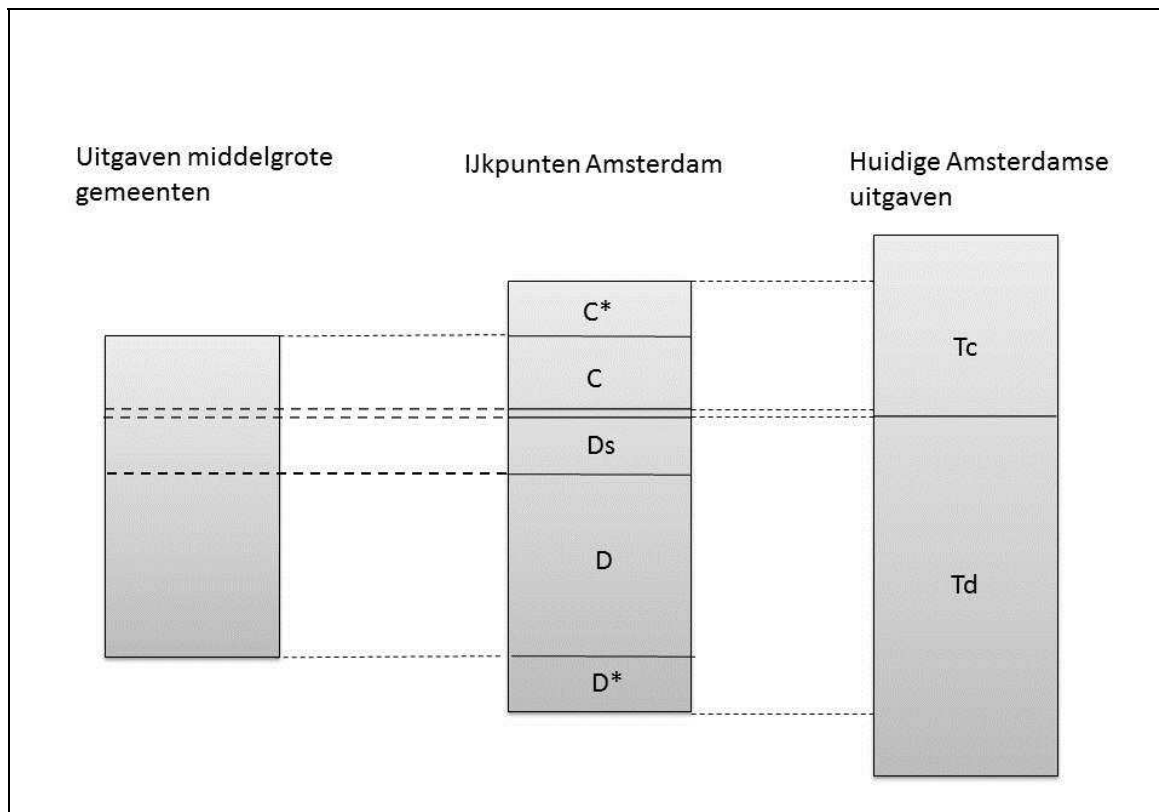 Uitgaven middelgrote
gemeenten
IJkpunten Amsterdam
Huidige Amsterdamse
uitgaven
C*
C
Ds
D
D*
Tc
Td